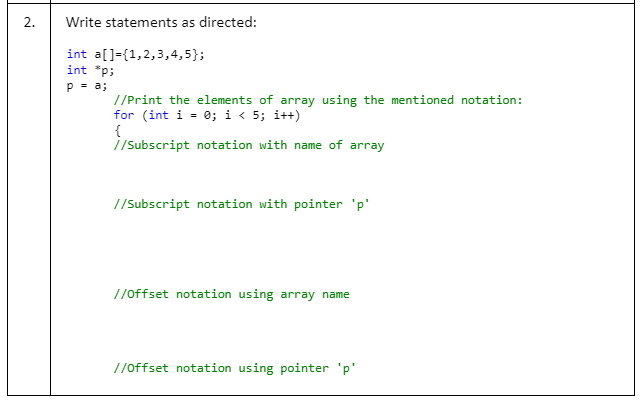 2. Write statements as directed:
int a[]={1,2,3,4,5};
int *p;
p = a;
//Print the elements of array using the mentioned notation:
for (int i = 0; i < 5; i++)
{
//Subscript notation with name of array
//Subscript notation with pointer 'p'
//Offset notation using array name
//Offset notation using pointer 'p'